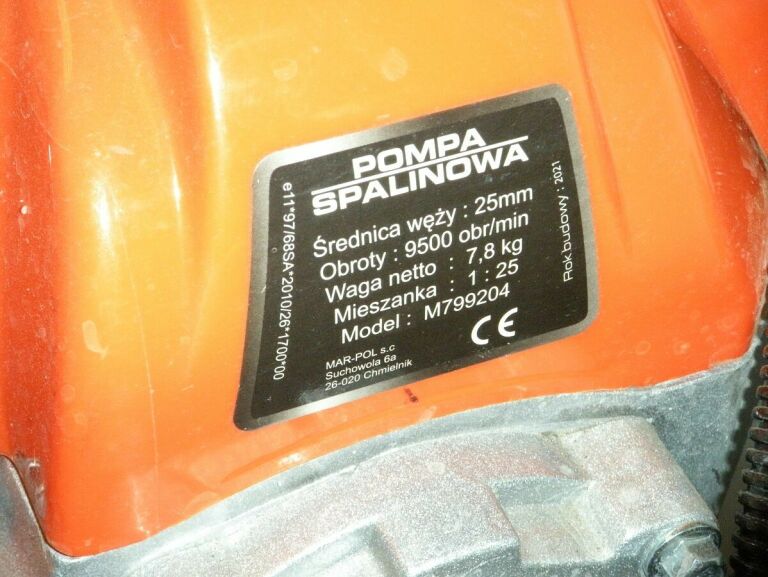 POMPA
SPALINOWA
Średnica węży : 25mm
Obroty : 9500 obr/min
Waga netto : 7,8 kg
Mieszanka : 1 : 25
Model : M799204
MAR-POL s.c
Suchowola 6a
26-020 Chmielnik
CE
e11*97/68SA*2010/26*1700*00
Rok budowy : 2021